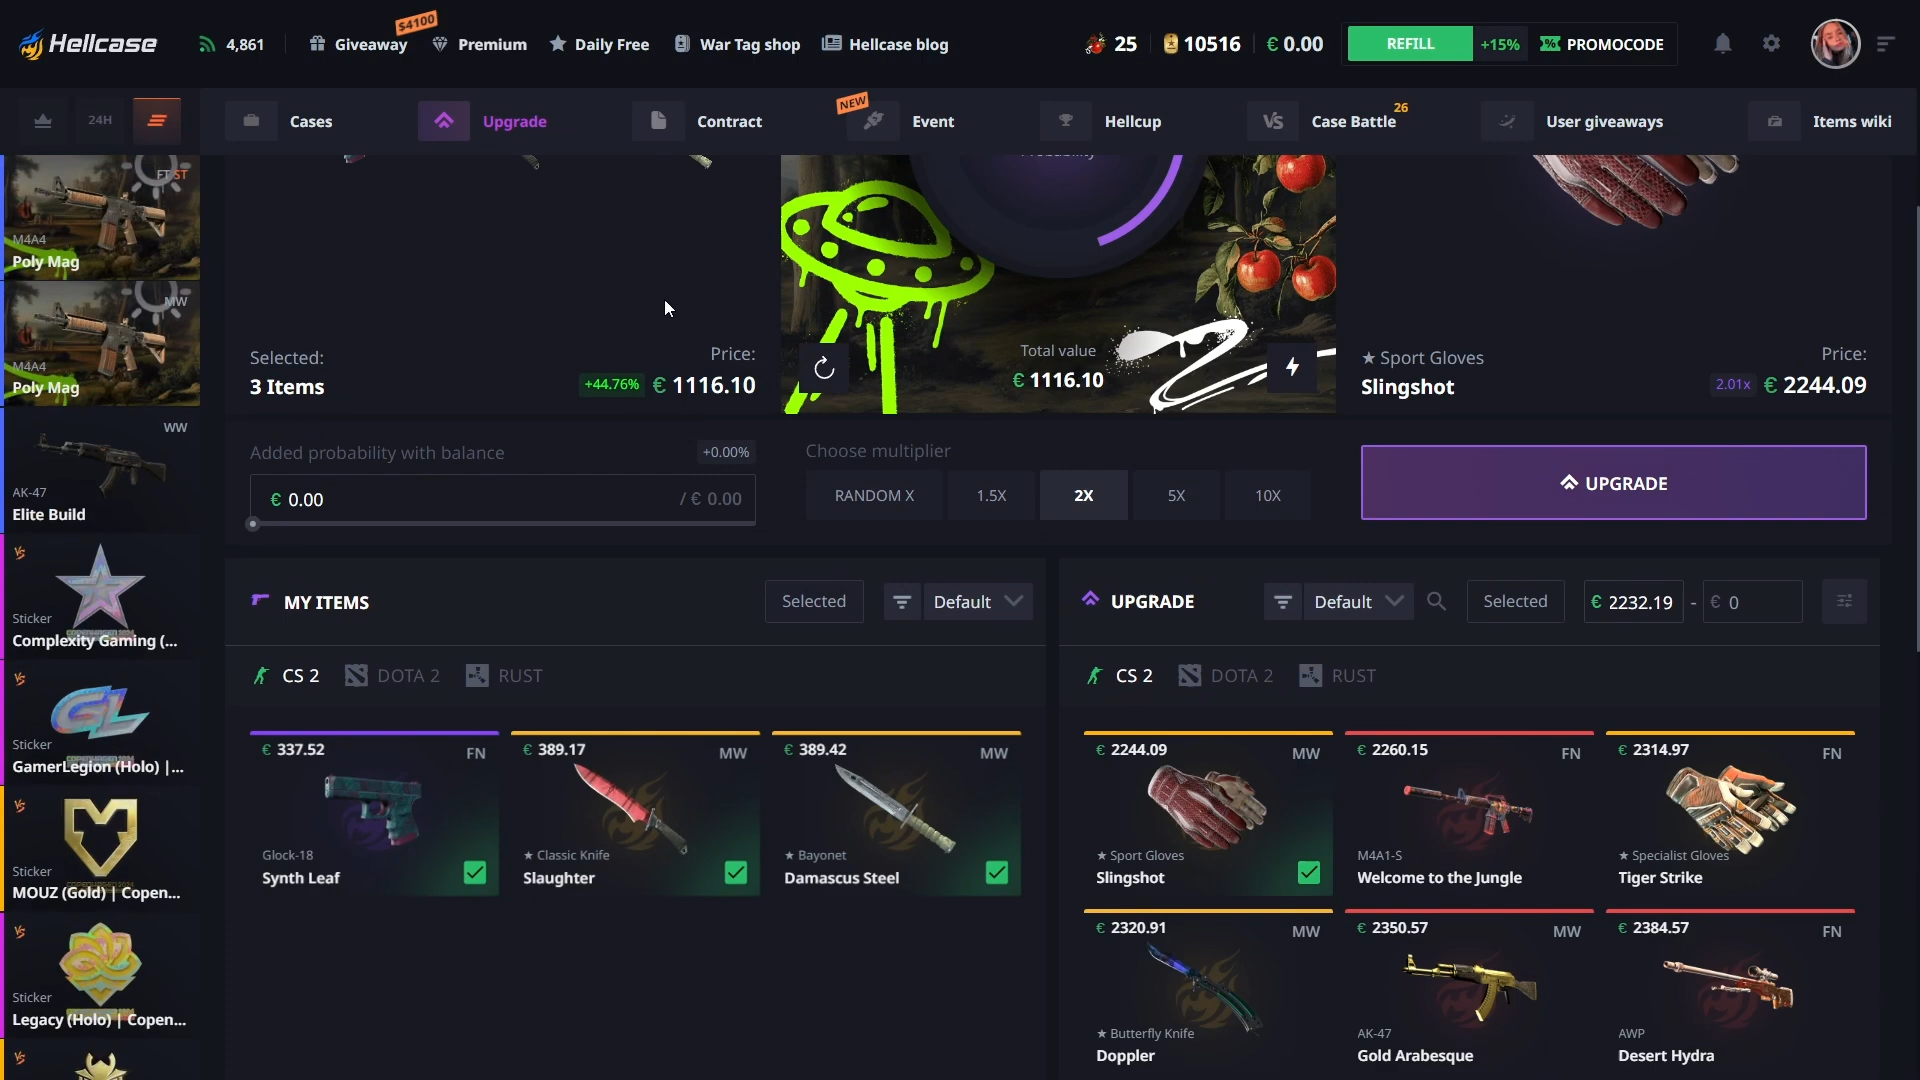 Hellcase
4,861
Giveaway
$4100
Premium
Daily Free
War Tag shop
Hellcase blog
25
10516
€ 0.00
REFILL
+15%
PROMOCODE
24H
Cases
Upgrade
Contract
NEW
Event
Hellcup
VS
Case Battle
26
User giveaways
Items wiki
FT ST
M4A4
Poly Mag
MW
M4A4
Poly Mag
WW
AK-47
Elite Build
VS
Sticker
Complexity Gaming (...
VS
Sticker
GamerLegion (Holo) |...
VS
Sticker
MOUZ (Gold) | Copen...
VS
Sticker
Legacy (Holo) | Copen...
VS
Selected:
3 Items
Price:
+44.76% € 1116.10
Total value
€ 1116.10
★ Sport Gloves
Slingshot
Price:
2.01x € 2244.09
Added probability with balance
+0.00%
€ 0.00
/ € 0.00
Choose multiplier
RANDOM X
1.5X
2X
5X
10X
UPGRADE
MY ITEMS
Selected
Default
CS 2
DOTA 2
RUST
€ 337.52
FN
Glock-18
Synth Leaf
€ 389.17
MW
★ Classic Knife
Slaughter
€ 389.42
MW
★ Bayonet
Damascus Steel
UPGRADE
Default
Selected
€ 2232.19 - € 0
CS 2
DOTA 2
RUST
€ 2244.09
MW
★ Sport Gloves
Slingshot
€ 2260.15
FN
M4A1-S
Welcome to the Jungle
€ 2314.97
FN
★ Specialist Gloves
Tiger Strike
€ 2320.91
MW
★ Butterfly Knife
Doppler
€ 2350.57
MW
AK-47
Gold Arabesque
€ 2384.57
FN
AWP
Desert Hydra